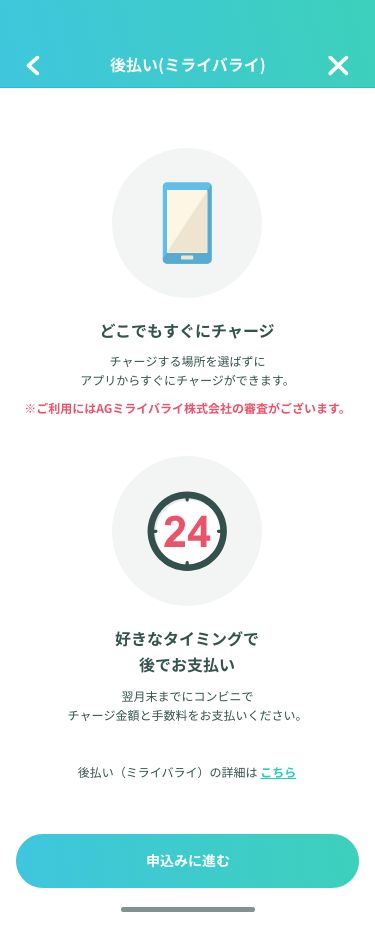 後払い(ミライバライ)
どこでもすぐにチャージ
チャージする場所を選ばずに
アプリからすぐにチャージができます。
※ご利用にはAGミライバライ株式会社の審査がございます。
24
好きなタイミングで
後でお支払い
翌月末までにコンビニで
チャージ金額と手数料をお支払いください。
後払い（ミライバライ）の詳細は こちら
申込みに進む